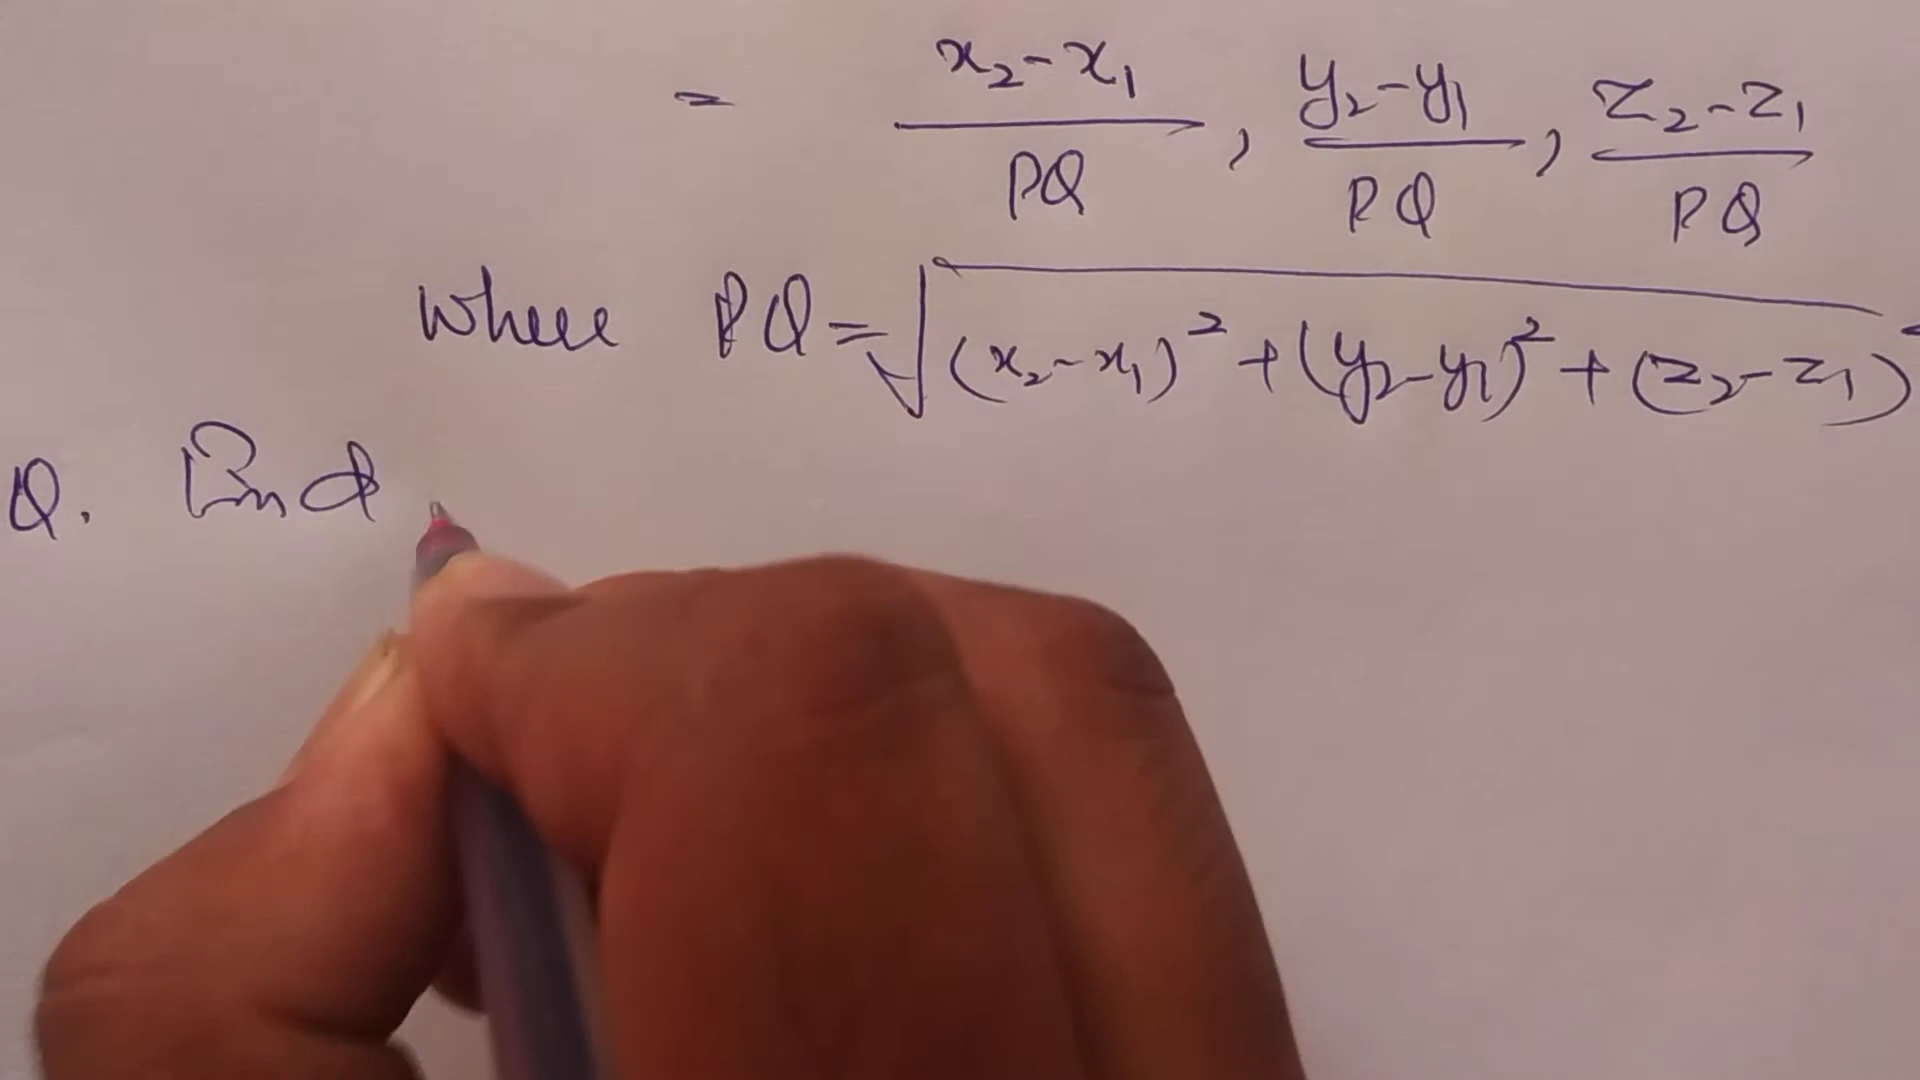 = x₂-x₁/PQ, y₂-y₁/PQ, z₂-z₁/PQ
where PQ=√(x₂-x₁)²+(y₂-y₁)²+(z₂-z₁)²
Q. Find